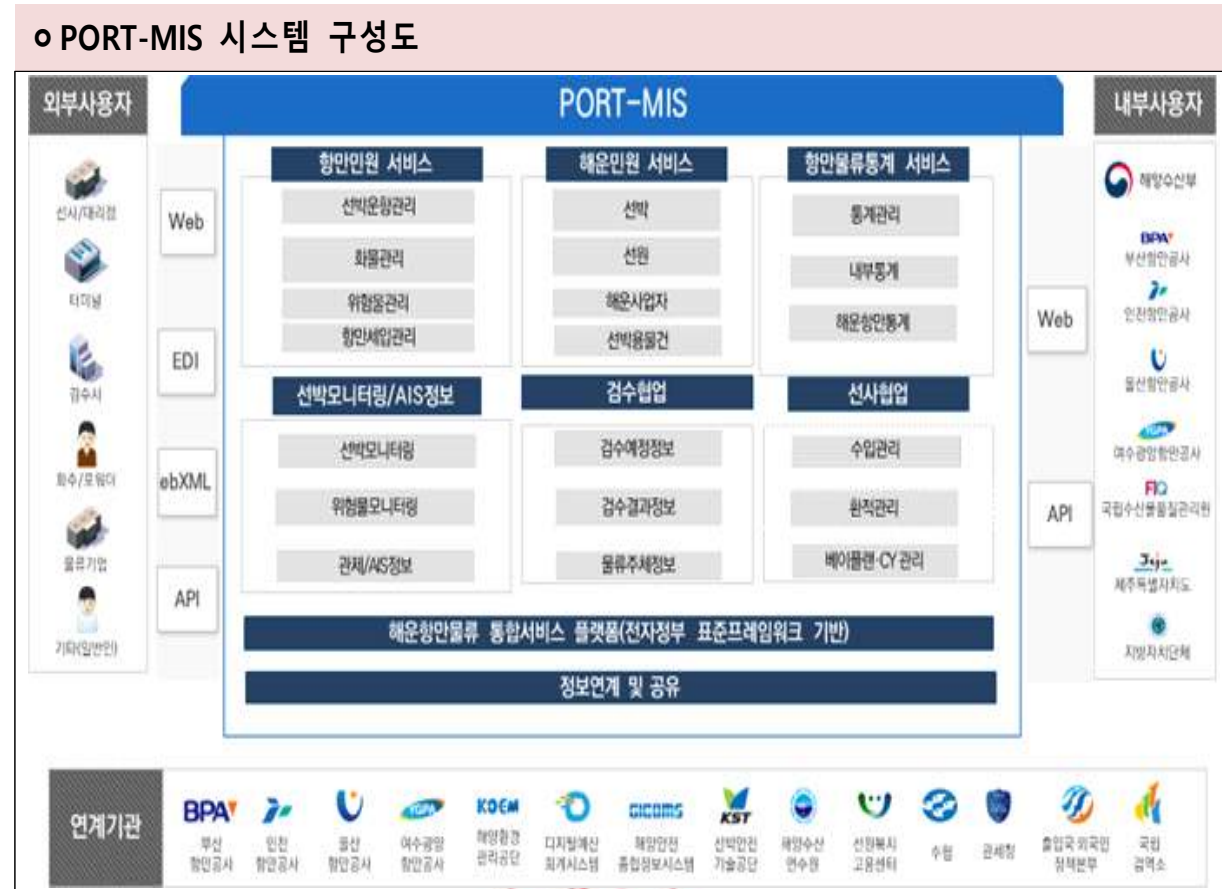 ㅇ PORT-MIS 시스템 구성도
외부사용자
PORT-MIS
내부사용자
선사/대리점
터미널
검수사
화주/포워더
물류기업
기타(일반인)
Web
EDI
ebXML
API
항만민원 서비스
선박운항관리
화물관리
위험물관리
항만세입관리
해운민원 서비스
선박
선원
해운사업자
선박용물건
항만물류통계 서비스
통계관리
내부통계
해운항만통계
선박모니터링/AIS정보
선박모니터링
위험물모니터링
관제/AIS정보
검수협업
검수예정정보
검수결과정보
물류주체정보
선사협업
수입관리
환적관리
베이플랜·CY 관리
해운항만물류 통합서비스 플랫폼(전자정부 표준프레임워크 기반)
정보연계 및 공유
Web
API
해양수산부
BPA
부산항만공사
인천항만공사
울산항만공사
YGPA
여수광양항만공사
FIQ
국립수산물품질관리원
Jeju
제주특별자치도
지방자치단체
연계기관
BPA
부산
항만공사
인천
항만공사
울산
항만공사
YGPA
여수광양
항만공사
KOEM
해양환경
관리공단
디지털예산
회계시스템
GICOMS
해양안전
종합정보시스템
KST
선박안전
기술공단
해양수산
연수원
선원복지
고용센터
수협
관세청
출입국·외국인
정책본부
국립
검역소